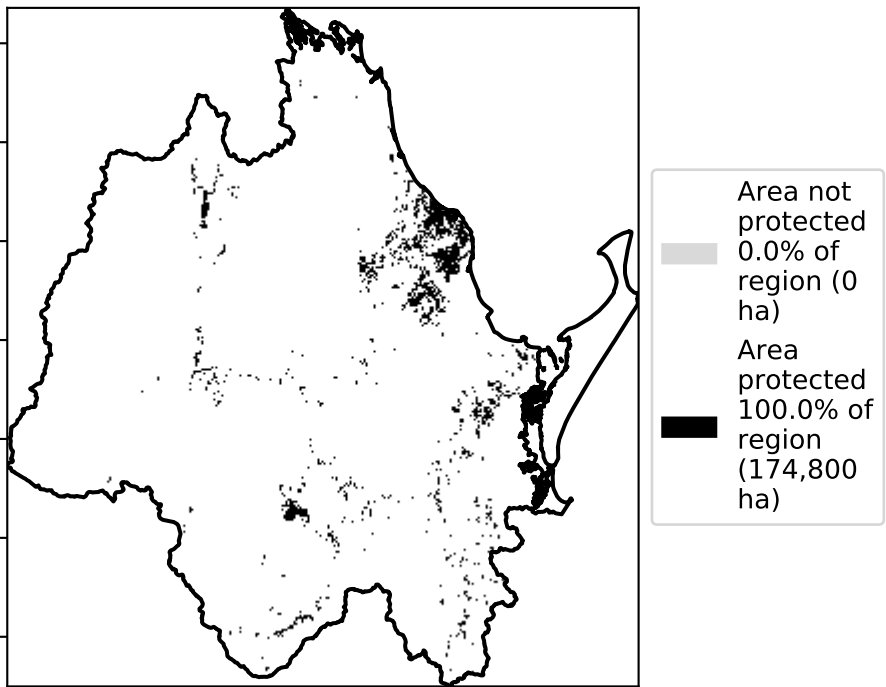 Area not
protected
0.0% of
region (0
ha)
Area
protected
100.0% of
region
(174,800
ha)